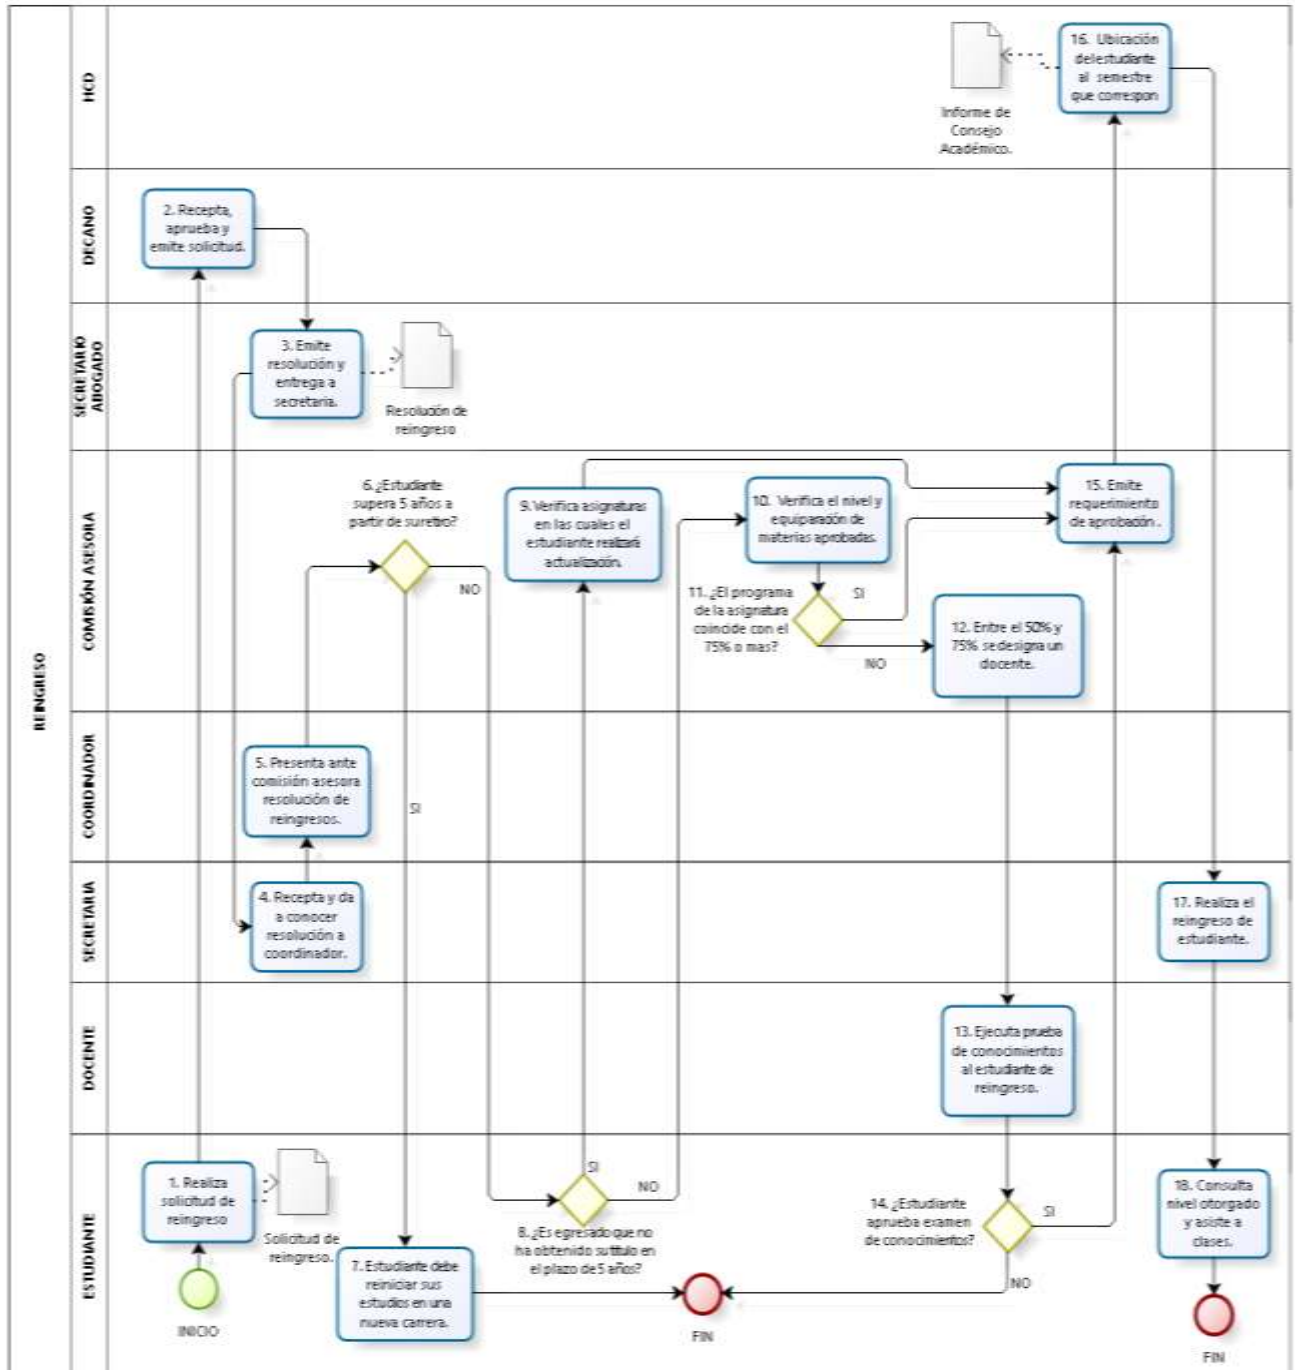 REINGRESO
HCD
16. Ubicación
del estudiante
al semestre
que correspon
Informe de
Consejo
Académico.
DECANO
2. Recepta,
aprueba y
emite solicitud.
SECRETARIO
ABOGADO
3. Emite
resolución y
entrega a
secretaria.
Resolución de
reingreso
COMISIÓN ASESORA
6. ¿Estudiante
supera 5 años a
partir de su retiro?
NO
SI
9. Verifica asignaturas
en las cuales el
estudiante realizará
actualización.
10. Verifica el nivel y
equiparación de
materias aprobadas.
11. ¿El programa
de la asignatura
coincide con el
75% o mas?
SI
NO
12. Entre el 50% y
75% se designa un
docente.
15. Emite
requerimiento
de aprobación .
COORDINADOR
5. Presenta ante
comisión asesora
resolución de
reingresos.
SECRETARIA
4. Recepta y da
a conocer
resolución a
coordinador.
17. Realiza el
reingreso de
estudiante.
DOCENTE
13. Ejecuta prueba
de conocimientos
al estudiante de
reingreso.
ESTUDIANTE
1. Realiza
solicitud de
reingreso
Solicitud de
reingreso.
INICIO
7. Estudiante debe
reiniciar sus
estudios en una
nueva carrera.
SI
NO
8. ¿Es egresado que no
ha obtenido su título en
el plazo de 5 años?
FIN
14. ¿Estudiante
aprueba examen
de conocimientos?
SI
NO
18. Consulta
nivel otorgado
y asiste a
clases.
FIN